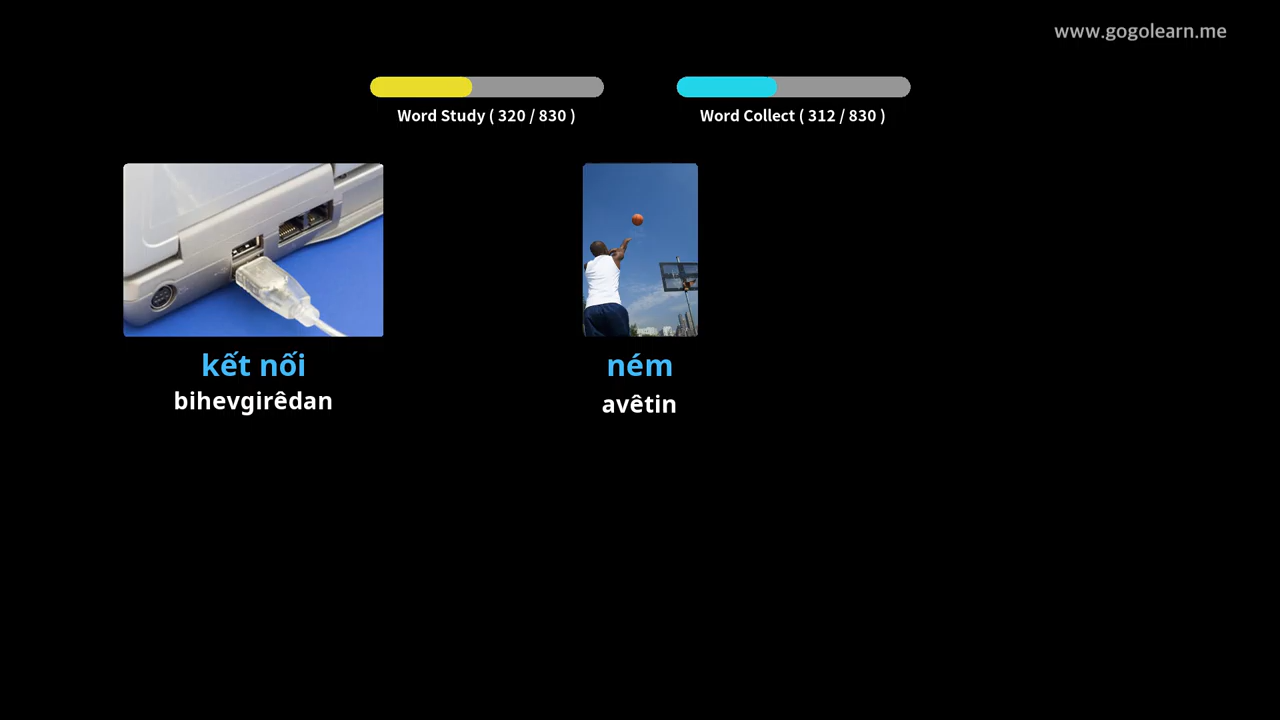 www.gogolearn.me
Word Study ( 320 / 830 )
Word Collect ( 312 / 830 )
kết nối
bihevgirêdan
ném
avêtin